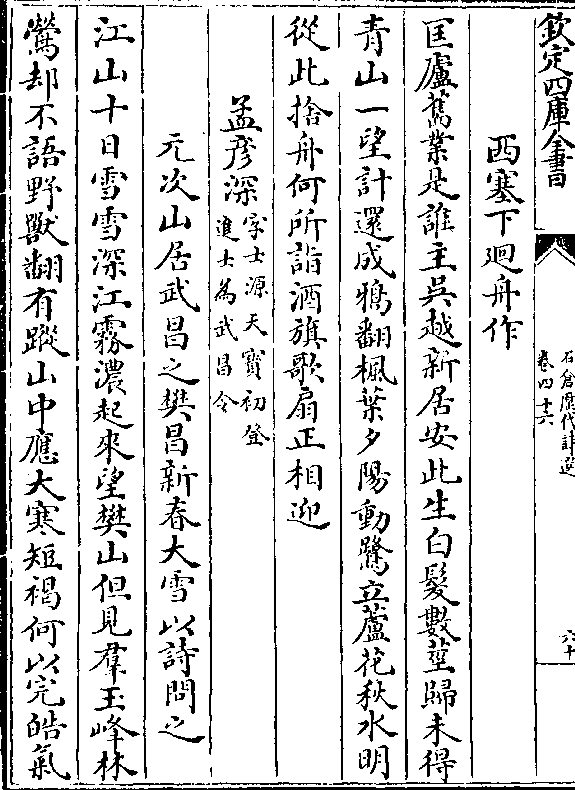 欽定四庫全書
石倉歷代詩選
卷四十六
六十
西塞下廻舟作
匡廬舊業是誰主吳越新居安此生白髮數莖歸未得
青山一望計還成鴉翻楓葉夕陽動鷺立蘆花秋水明
從此捨舟何所詣酒旗歌扇正相迎
孟彦深字士源天寶初登
進士為武昌令
元次山居武昌之樊昌新春大雪以詩問之
江山十日雪雪深江霧濃起來望樊山但見羣玉峰林
鶯却不語野獸翻有蹤山中應大寒短褐何以完皓氣